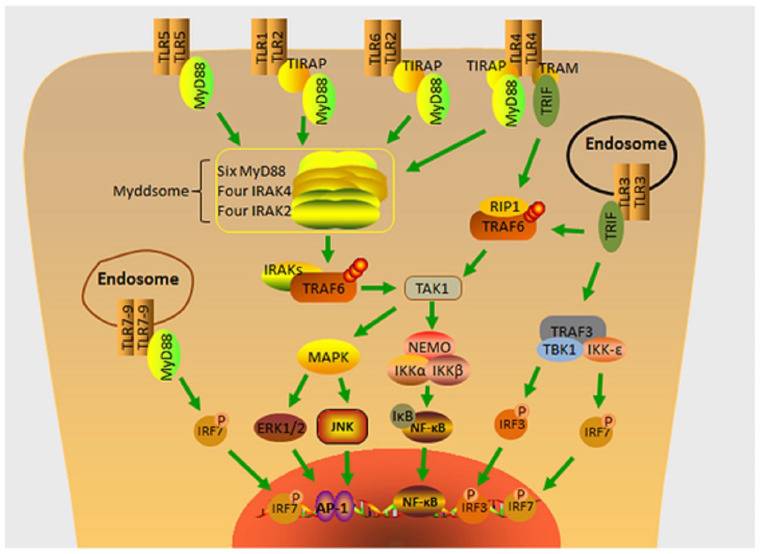 TLR5
TLR5
MyD88
TLR1
TLR2
TIRAP
MyD88
TLR6
TLR2
TIRAP
MyD88
TLR4
TLR4
TIRAP
TRAM
MyD88
TRIF
Endosome
TLR3
TLR3
TRIF
Myddsome
Six MyD88
Four IRAK4
Four IRAK2
RIP1
TRAF6
IRAKs
TRAF6
TAK1
Endosome
TLR7-9
TLR7-9
MyD88
MAPK
NEMO
IKKα
IKKβ
TRAF3
TBK1
IKK-ε
IRF7
P
ERK1/2
JNK
IκB
NF-κB
IRF3
P
IRF7
P
IRF7
P
AP-1
NF-κB
IRF3
P
IRF7
P